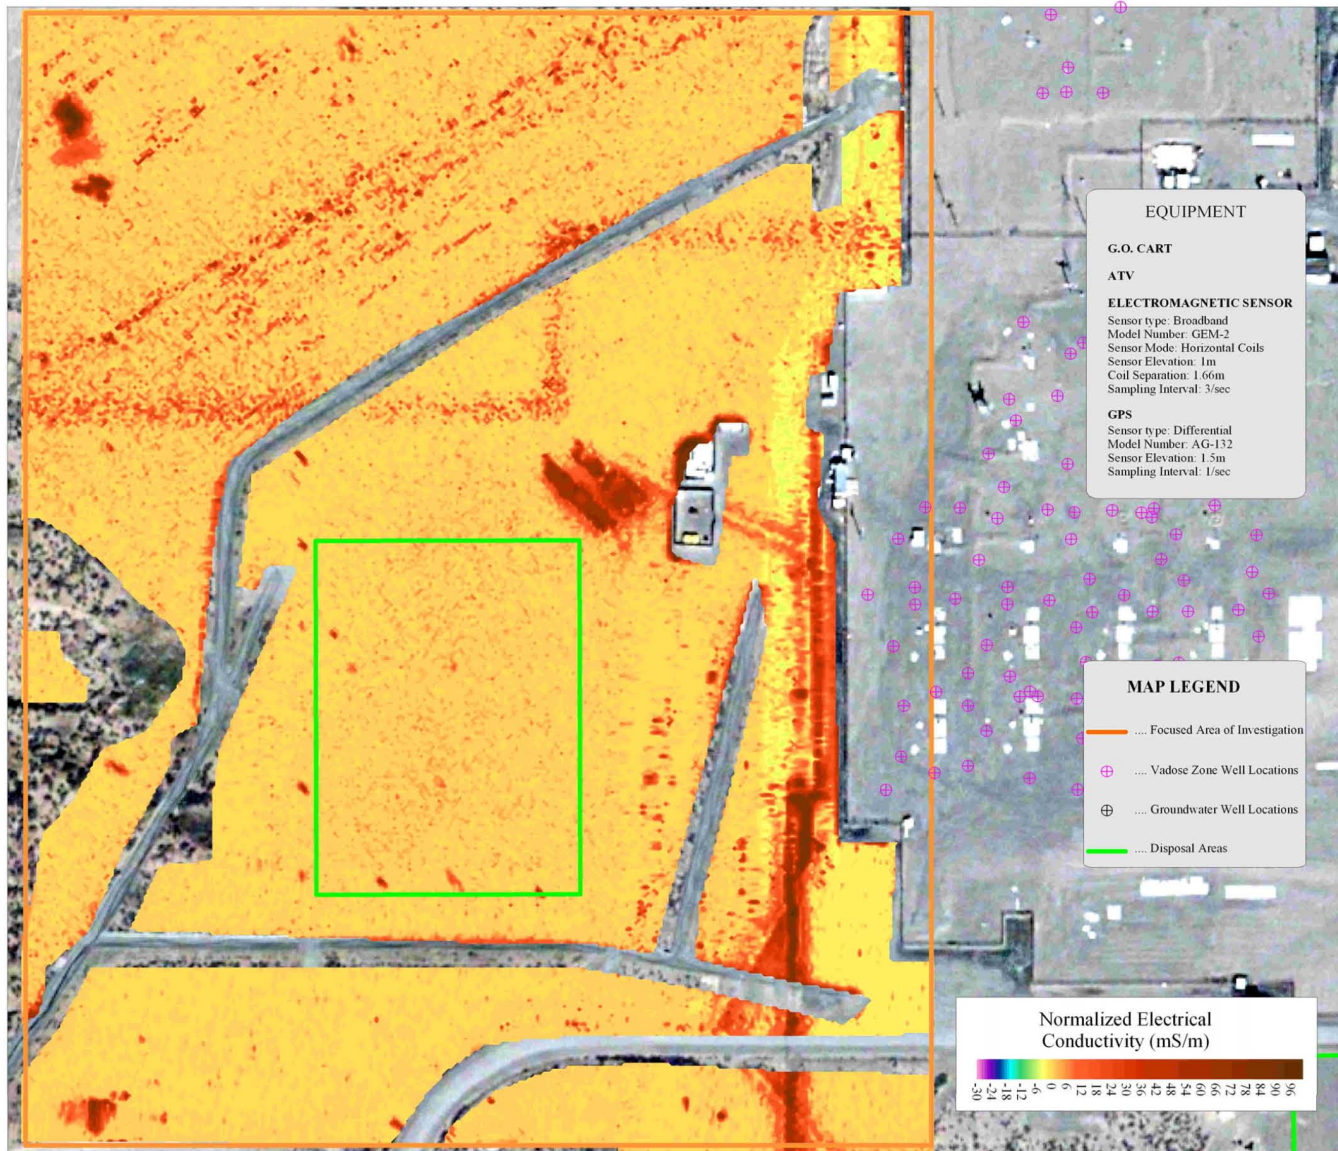 EQUIPMENT
G.O. CART
ATV
ELECTROMAGNETIC SENSOR
Sensor type: Broadband
Model Number: GEM-2
Sensor Mode: Horizontal Coils
Sensor Elevation: 1m
Coil Separation: 1.66m
Sampling Interval: 3/sec
GPS
Sensor type: Differential
Model Number: AG-132
Sensor Elevation: 1.5m
Sampling Interval: 1/sec
MAP LEGEND
.... Focused Area of Investigation
.... Vadose Zone Well Locations
.... Groundwater Well Locations
.... Disposal Areas
Normalized Electrical
Conductivity (mS/m)
-30 -24 -18 -12 -6 0 6 12 18 24 30 36 42 48 54 60 66 72 78 84 90 96